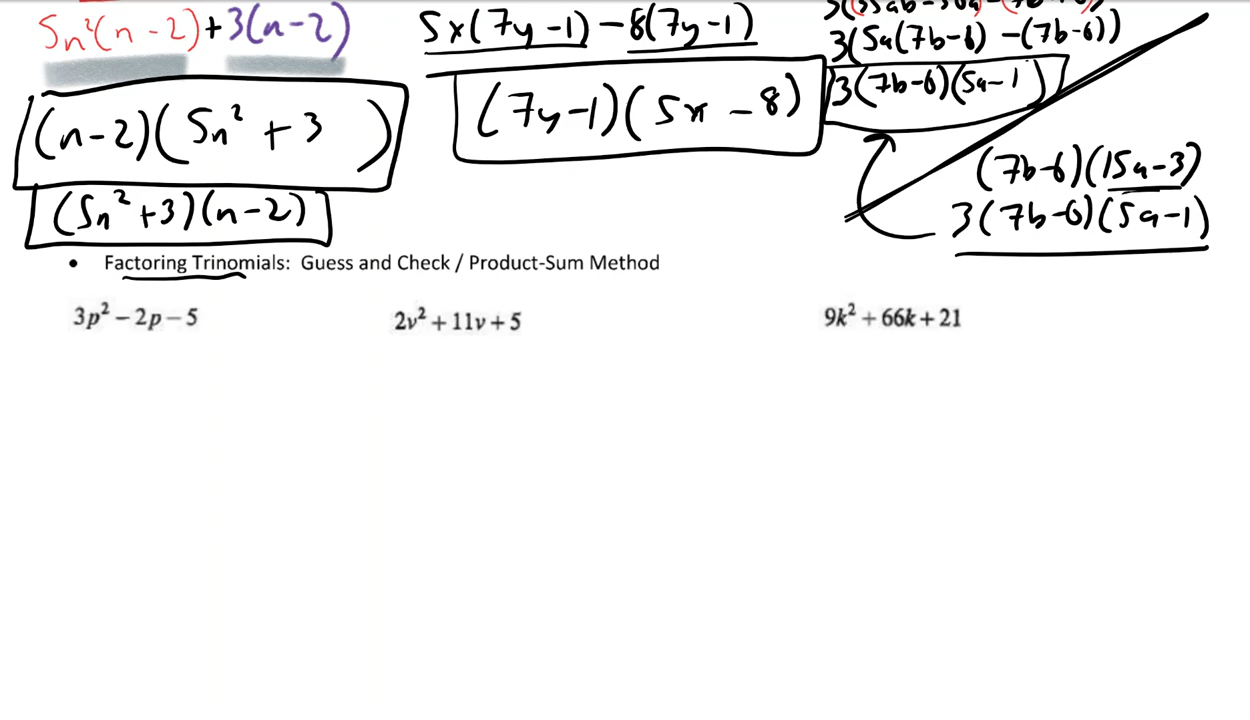 5n²(n-2)+3(n-2)
(n-2)(5n²+3)
(5n²+3)(n-2)
5x(7y-1)-8(7y-1)
(7y-1)(5x-8)
3(5a(7b-6)-(7b-6))
3(7b-6)(5a-1)
(7b-6)(15a-3)
3(7b-6)(5a-1)
• Factoring Trinomials: Guess and Check / Product-Sum Method
3p² – 2p – 5
2v² + 11v + 5
9k² + 66k + 21